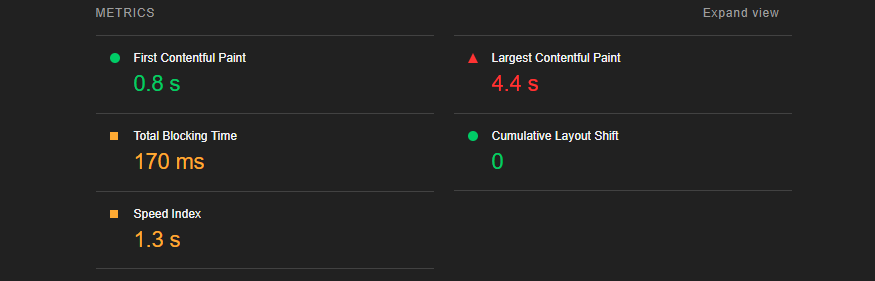 METRICS
Expand view
First Contentful Paint
0.8 s
Largest Contentful Paint
4.4 s
Total Blocking Time
170 ms
Cumulative Layout Shift
0
Speed Index
1.3 s